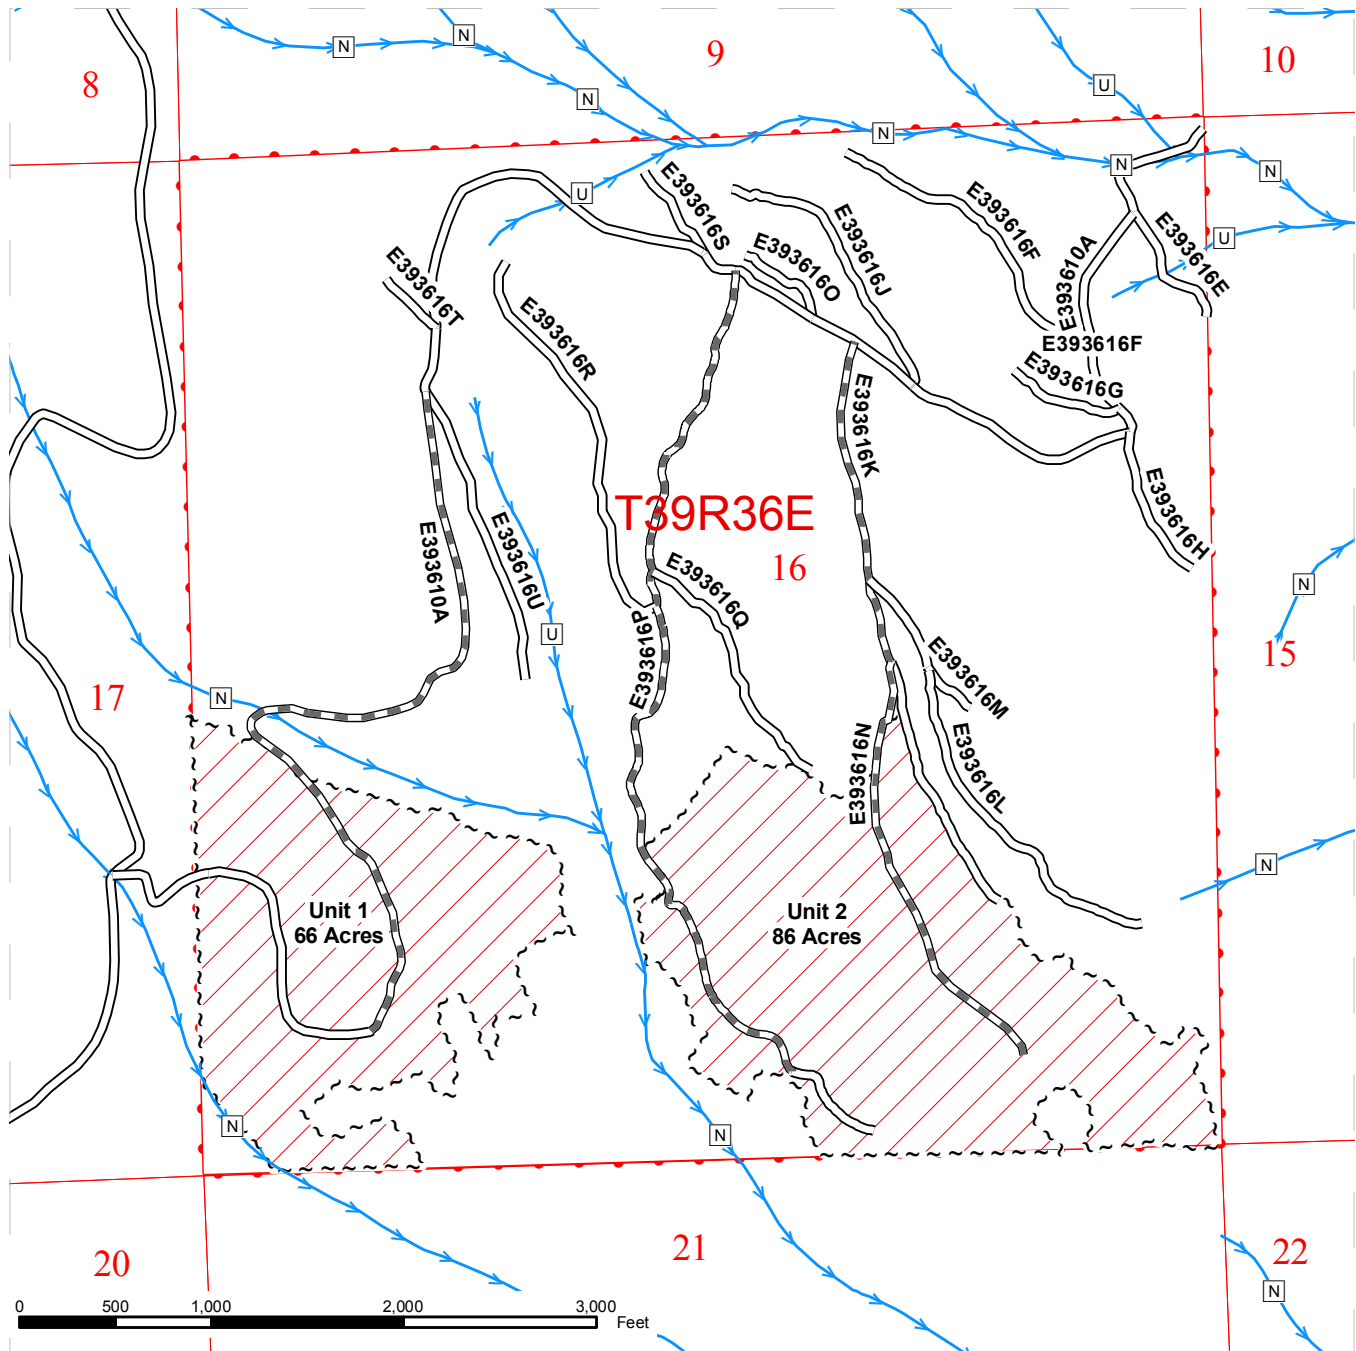 9
10
8
N
N
U
N
N
N
N
U
U
E393616S
E393616J
E393616F
E393616O
E393610A
E393616E
E393616T
E393616R
E393616F
E393616G
E393616K
E393616H
T39R36E
16
E393610A
E393616U
E393616Q
E393616P
N
U
15
E393616M
17
N
E393616N
E393616L
N
Unit 1
66 Acres
Unit 2
86 Acres
N
N
20
21
22
N
0 500 1,000 2,000 3,000
Feet